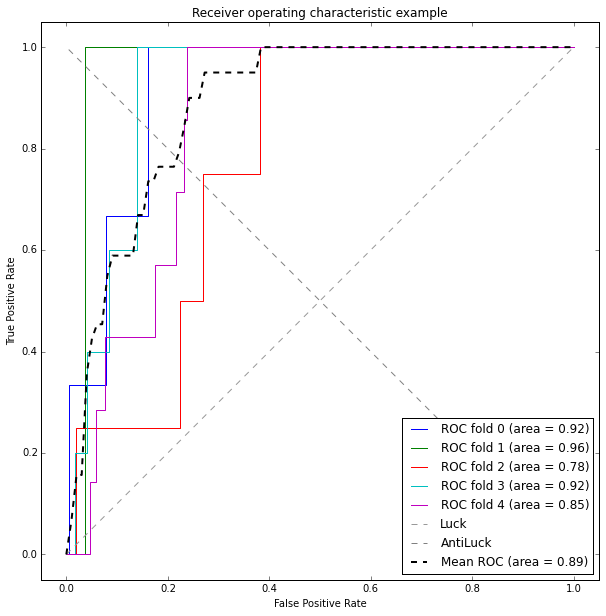 Receiver operating characteristic example
1.0
0.8
0.6
0.4
0.2
0.0
True Positive Rate
ROC fold 0 (area = 0.92)
ROC fold 1 (area = 0.96)
ROC fold 2 (area = 0.78)
ROC fold 3 (area = 0.92)
ROC fold 4 (area = 0.85)
Luck
AntiLuck
Mean ROC (area = 0.89)
0.0 0.2 0.4 0.6 0.8 1.0
False Positive Rate